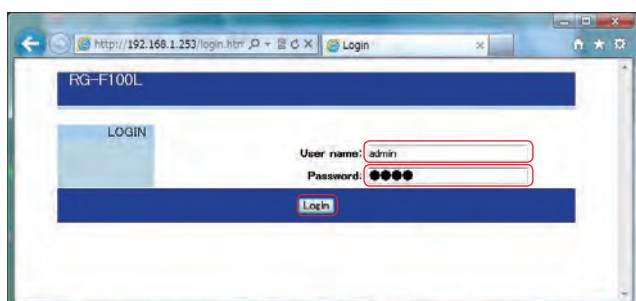 http://192.168.1.253/login.htm
Login
RG-F100L
LOGIN
User name: admin
Password: ●●●●
Login